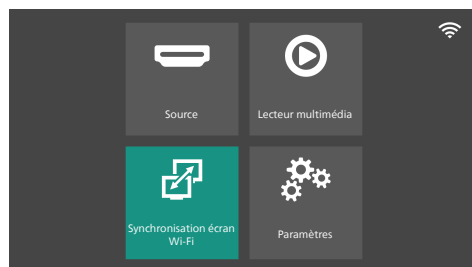 Source
Lecteur multimédia
Synchronisation écran
Wi-Fi
Paramètres